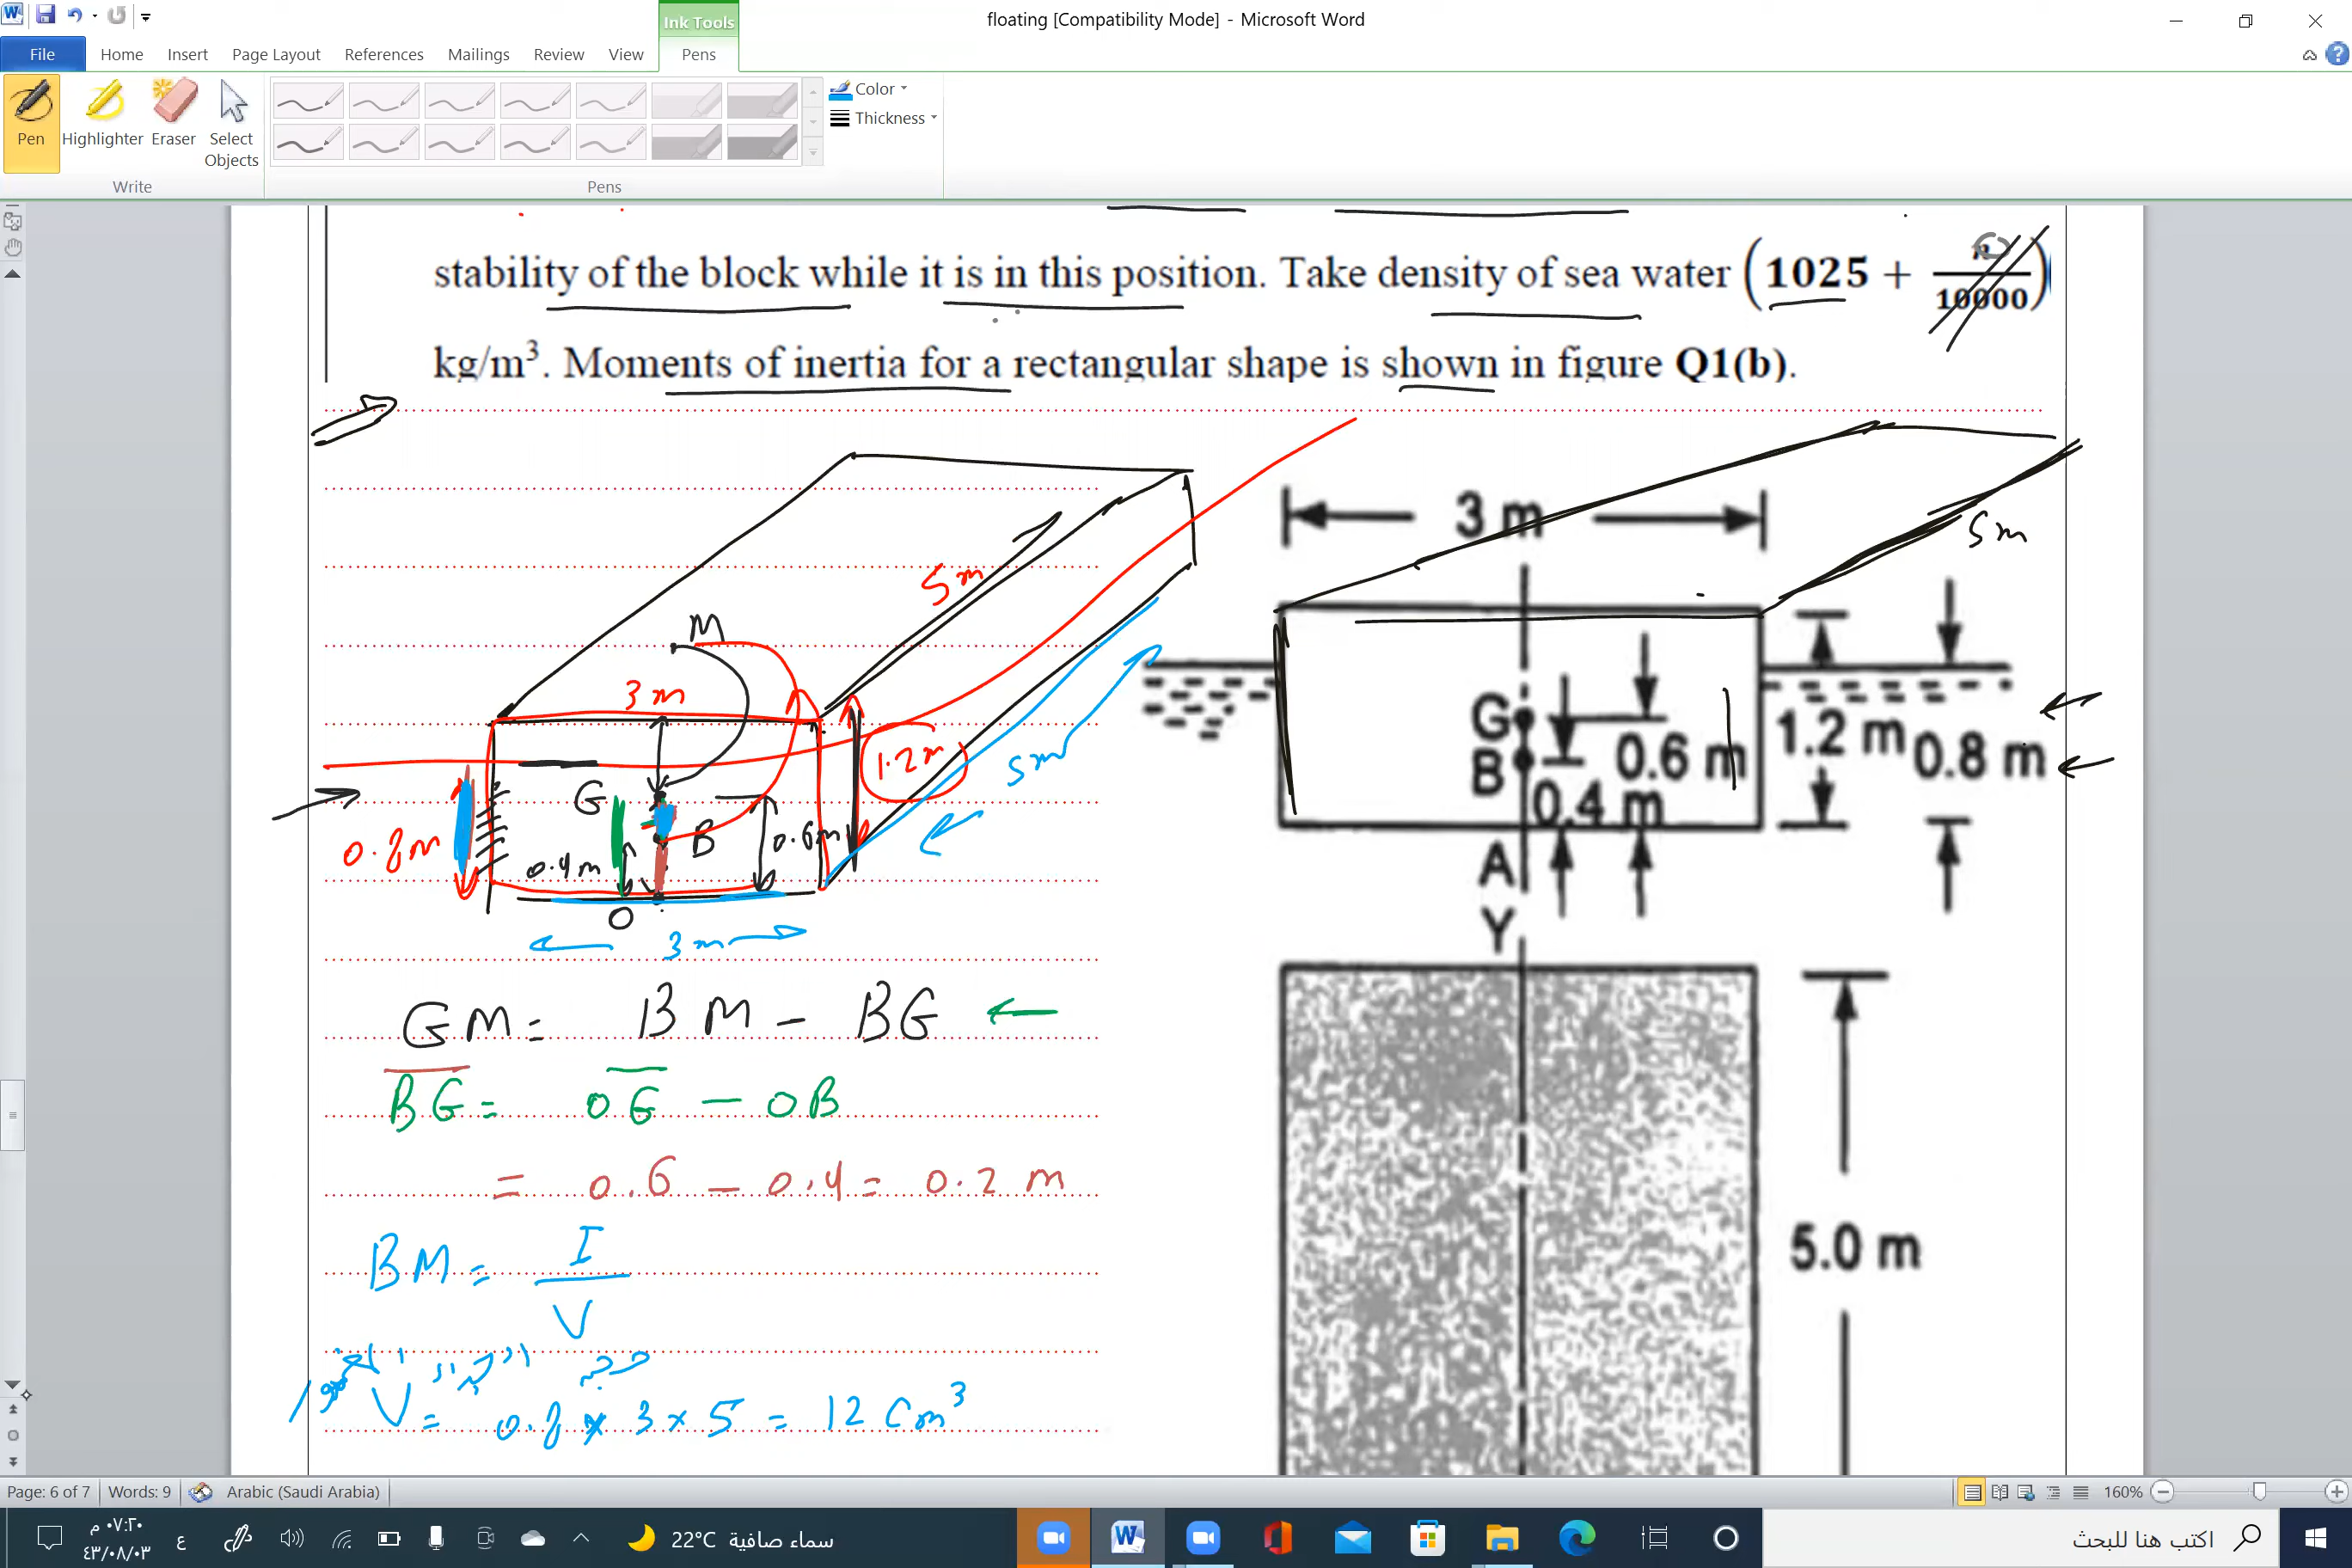 floating [Compatibility Mode] - Microsoft Word
Ink Tools
File Home Insert Page Layout References Mailings Review View Pens
Pen Highlighter Eraser Select Objects
Color
Thickness
Write
Pens
stability of the block while it is in this position. Take density of sea water (1025 + n/10000)
kg/m³. Moments of inertia for a rectangular shape is shown in figure Q1(b).
3 m
5m
5m
M
3m
1.2m
5m
G
B
0.8m
0.4m
0.6m
O
3m
G
B
0.6 m
0.4 m
1.2 m
0.8 m
A
Y
5.0 m
GM = BM - BG
BG = OG - OB
= 0.6 - 0.4 = 0.2 m
BM = I/V
V = 0.8 × 3 × 5 = 12 cm³
Page: 6 of 7 Words: 9 Arabic (Saudi Arabia) 160%
٠٧:٢٠ م
٤٣/٠٨/٠٣
ع
22°C سماء صافية
اكتب هنا للبحث